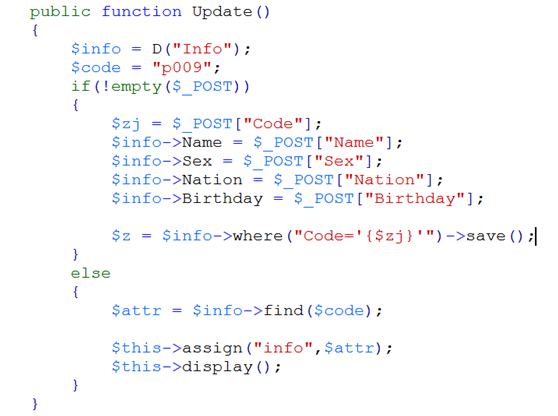 public function Update()
{
$info = D("Info");
$code = "p009";
if(!empty($_POST))
{
$zj = $_POST["Code"];
$info->Name = $_POST["Name"];
$info->Sex = $_POST["Sex"];
$info->Nation = $_POST["Nation"];
$info->Birthday = $_POST["Birthday"];
$z = $info->where("Code='{$zj}'")->save();
}
else
{
$attr = $info->find($code);
$this->assign("info",$attr);
$this->display();
}
}